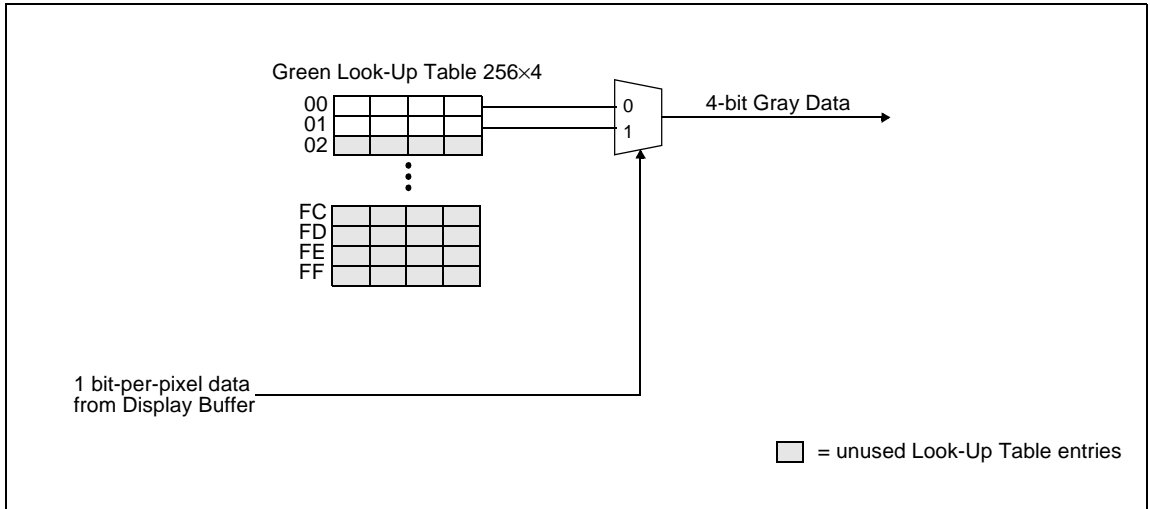 Green Look-Up Table 256×4
00
01
02
FC
FD
FE
FF
0
1
4-bit Gray Data
1 bit-per-pixel data
from Display Buffer
= unused Look-Up Table entries